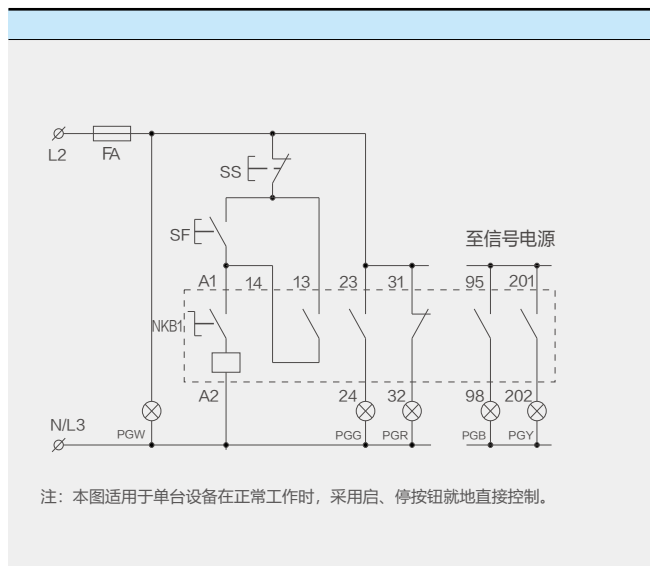 L2
FA
SS
SF
至信号电源
A1
14
13
23
31
95
201
NKB1
A2
24
32
98
202
N/L3
PGW
PGG
PGR
PGB
PGY
注：本图适用于单台设备在正常工作时，采用启、停按钮就地直接控制。